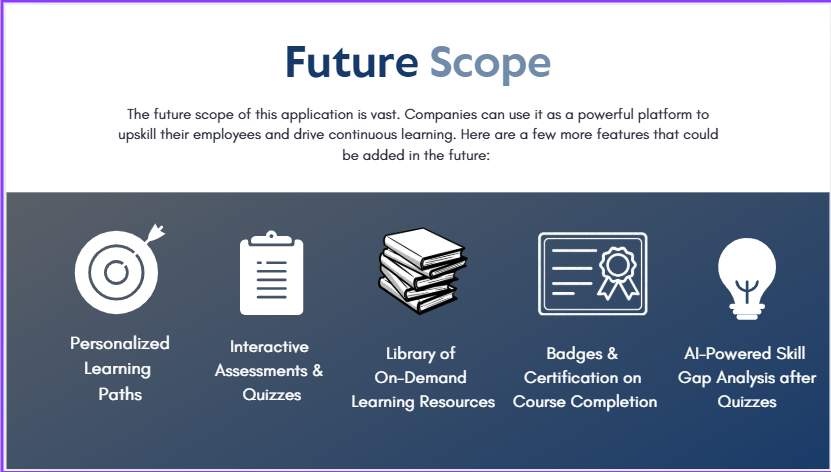 Future Scope
The future scope of this application is vast. Companies can use it as a powerful platform to
upskill their employees and drive continuous learning. Here are a few more features that could
be added in the future:
Personalized
Learning
Paths
Interactive
Assessments &
Quizzes
Library of
On-Demand
Learning Resources
Badges &
Certification on
Course Completion
AI-Powered Skill
Gap Analysis after
Quizzes